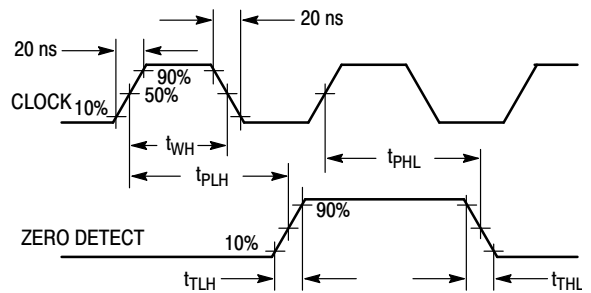 20 ns
20 ns
90%
CLOCK 10% 50%
tWH
tPHL
tPLH
90%
ZERO DETECT 10%
tTLH
tTHL